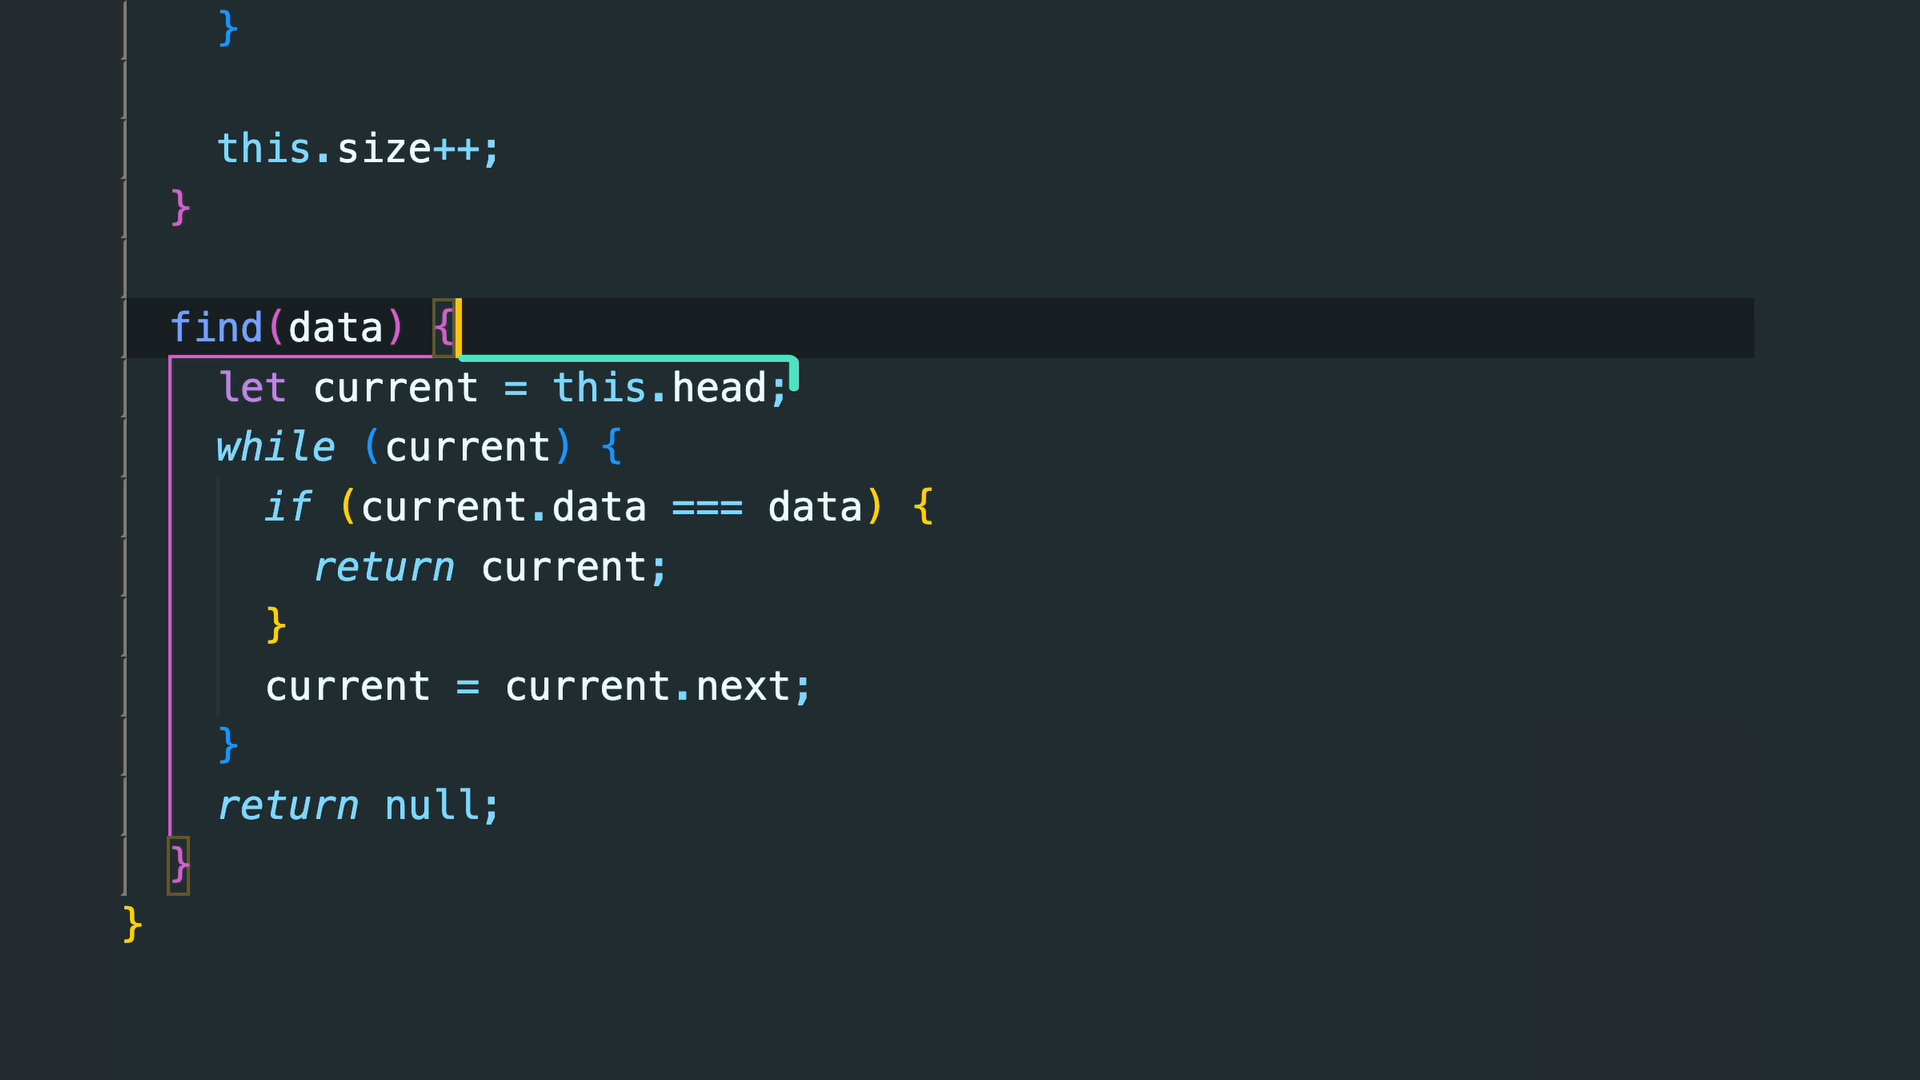 }
this.size++;
}
find(data) {
let current = this.head;
while (current) {
if (current.data === data) {
return current;
}
current = current.next;
}
return null;
}
}